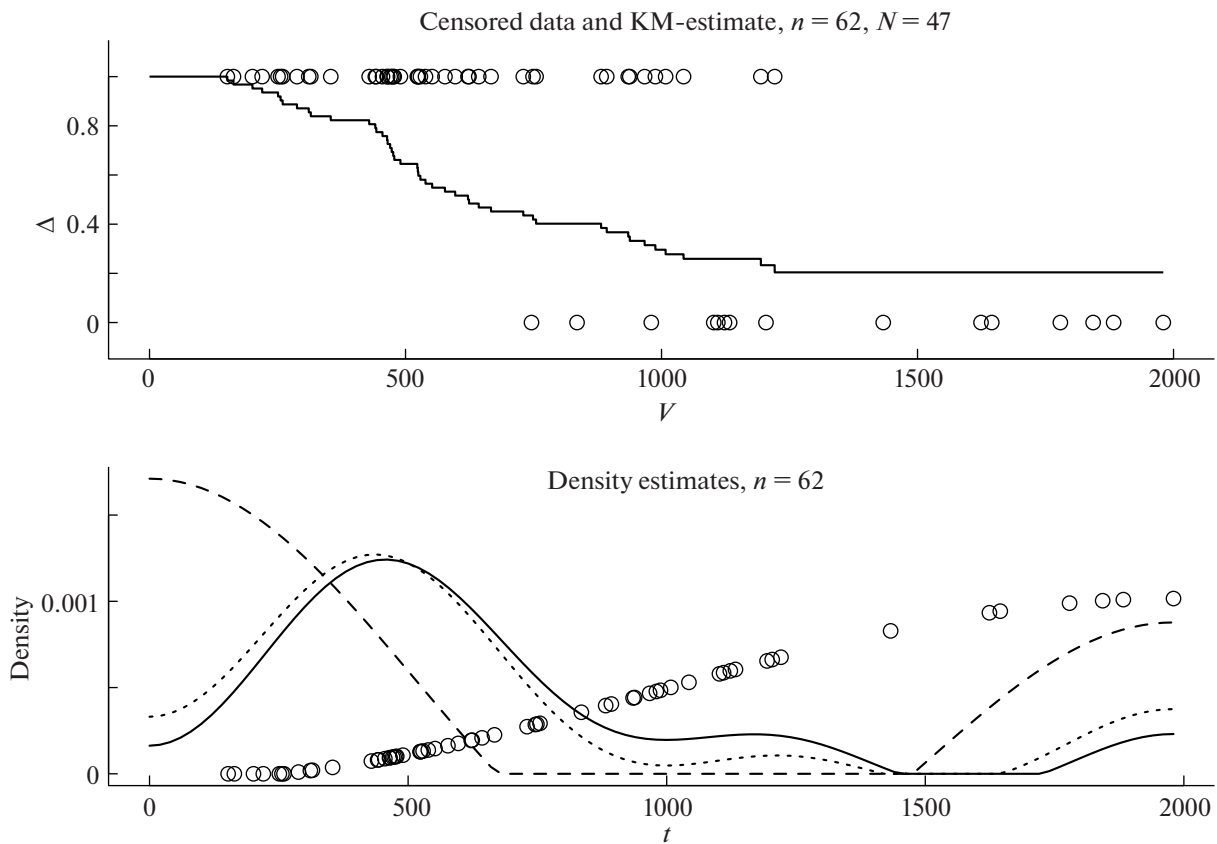 Censored data and KM-estimate, n = 62, N = 47
0.8
0.4
0
Δ
0 500 1000 1500 2000
V
Density estimates, n = 62
0.001
0
Density
0 500 1000 1500 2000
t